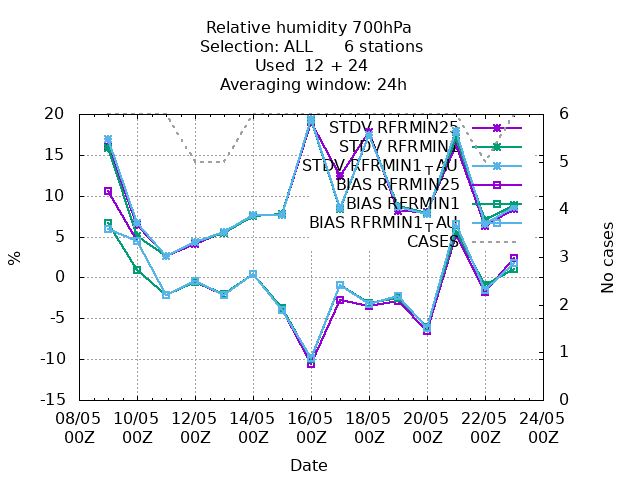 Relative humidity 700hPa
Selection: ALL 6 stations
Used 12 + 24
Averaging window: 24h
20
15
10
5
0
-5
-10
-15
%
6
5
4
3
2
1
0
No cases
STDV RFRMIN25
STDV RFRMIN1
STDV RFRMIN1TAU
BIAS RFRMIN25
BIAS RFRMIN1
BIAS RFRMIN1TAU
CASES
08/05 10/05 12/05 14/05 16/05 18/05 20/05 22/05 24/05
00Z 00Z 00Z 00Z 00Z 00Z 00Z 00Z 00Z
Date